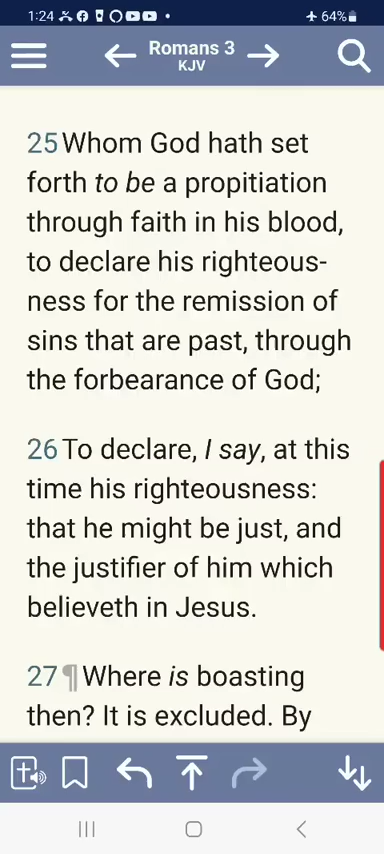 1:24 64%
Romans 3
KJV
25 Whom God hath set
forth to be a propitiation
through faith in his blood,
to declare his righteous-
ness for the remission of
sins that are past, through
the forbearance of God;
26 To declare, I say, at this
time his righteousness:
that he might be just, and
the justifier of him which
believeth in Jesus.
27 ¶ Where is boasting
then? It is excluded. By